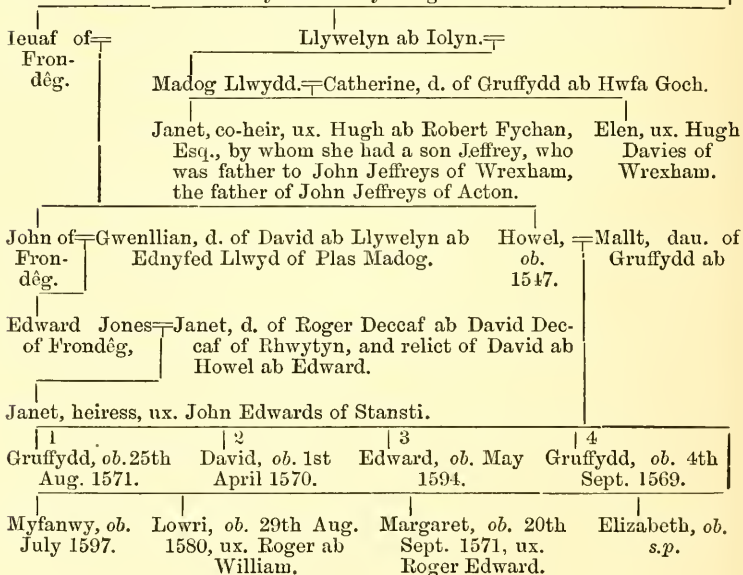 Ieuaf of
Fron-
dêg.
Llywelyn ab Iolyn.
Madog Llwydd. Catherine, d. of Gruffydd ab Hwfa Goch.
Janet, co-heir, ux. Hugh ab Robert Fychan,
Esq., by whom she had a son Jeffrey, who
was father to John Jeffreys of Wrexham,
the father of John Jeffreys of Acton.
Elen, ux. Hugh
Davies of
Wrexham.
John of
Fron-
dêg.
Gwenllian, d. of David ab Llywelyn ab
Ednyfed Llwyd of Plas Madog.
Howel,
ob.
1547.
Mallt, dau. of
Gruffydd ab
Edward Jones
of Frondêg,
Janet, d. of Roger Deccaf ab David Dec-
caf of Rhwytyn, and relict of David ab
Howel ab Edward.
Janet, heiress, ux. John Edwards of Stansti.
1
Gruffydd, ob. 25th
Aug. 1571.
2
David, ob. 1st
April 1570.
3
Edward, ob. May
1594.
4
Gruffydd, ob. 4th
Sept. 1569.
Myfanwy, ob.
July 1597.
Lowri, ob. 29th Aug.
1580, ux. Roger ab
William.
Margaret, ob. 20th
Sept. 1571, ux.
Roger Edward.
Elizabeth, ob.
s.p.